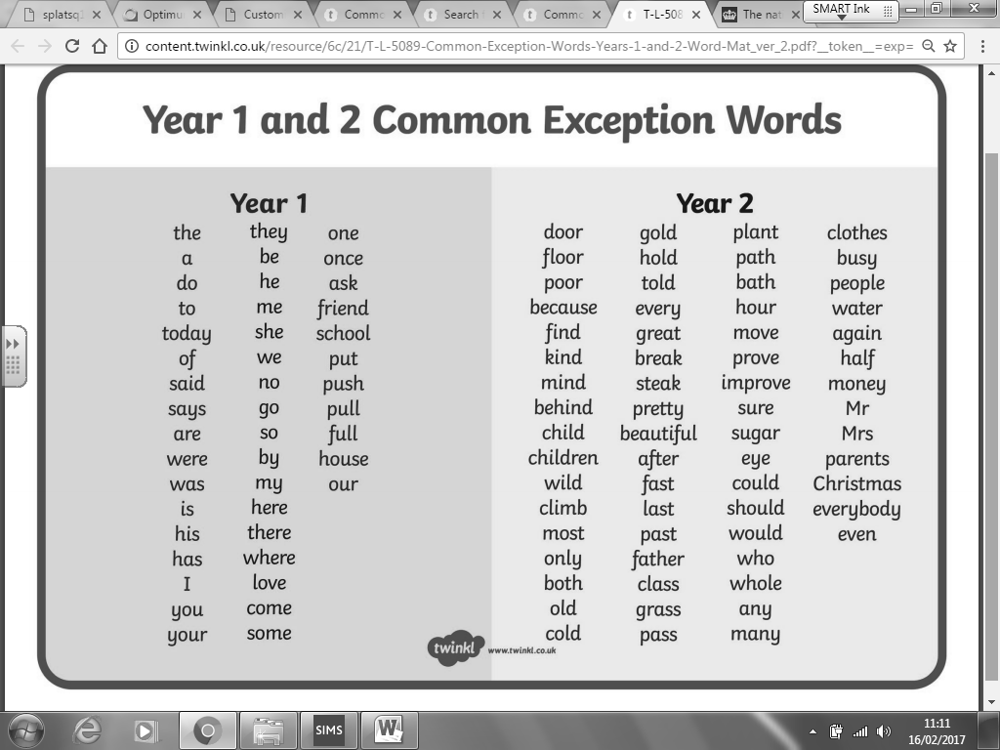 splatsq1
Optimu
Custom
Commo
Search
Commo
T-L-508
The nat
SMART Ink
content.twinkl.co.uk/resource/6c/21/T-L-5089-Common-Exception-Words-Years-1-and-2-Word-Mat_ver_2.pdf?__token__=exp=
Year 1 and 2 Common Exception Words
Year 1
the they one
a be once
do he ask
to me friend
today she school
of we put
said no push
says go pull
are so full
were by house
was my our
is here
his there
has where
I love
you come
your some
Year 2
door gold plant clothes
floor hold path busy
poor told bath people
because every hour water
find great move again
kind break prove half
mind steak improve money
behind pretty sure Mr
child beautiful sugar Mrs
children after eye parents
wild fast could Christmas
climb last should everybody
most past would even
only father who
both class whole
old grass any
cold pass many
twinkl www.twinkl.co.uk
SIMS
W
11:11
16/02/2017